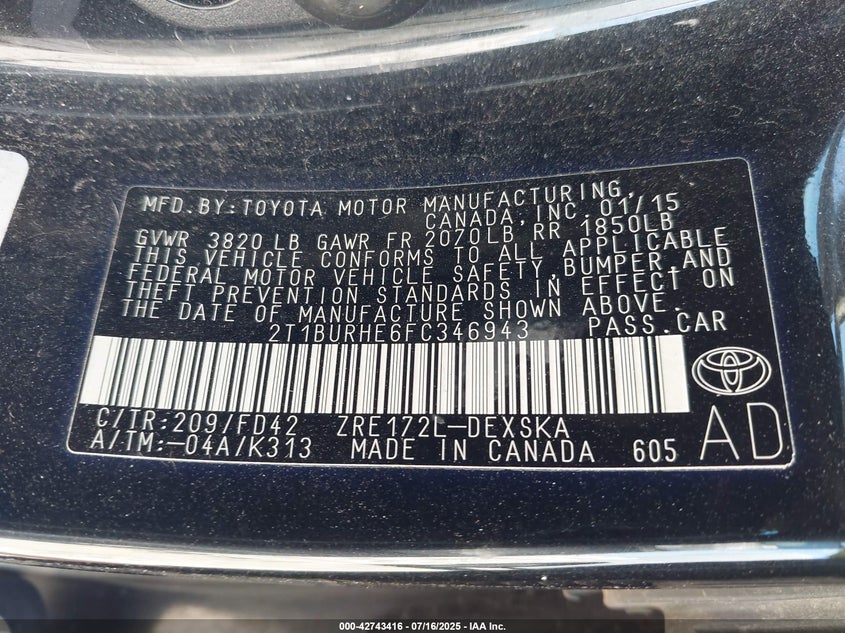 MFD.BY:TOYOTA MOTOR MANUFACTURING,
CANADA,INC. 01/15
GVWR 3820 LB GAWR FR 2070LB, RR 1850LB
THIS VEHICLE CONFORMS TO ALL APPLICABLE
FEDERAL MOTOR VEHICLE SAFETY,BUMPER,AND
THEFT PREVENTION STANDARDS IN EFFECT ON
THE DATE OF MANUFACTURE SHOWN ABOVE.
2T1BURHE6FC346943 PASS.CAR
C/TR:209/FD42 ZRE172L-DEXSKA
A/TM:-04A/K313 MADE IN CANADA 605
AD
000-42743416 - 07/16/2025 - IAA Inc.